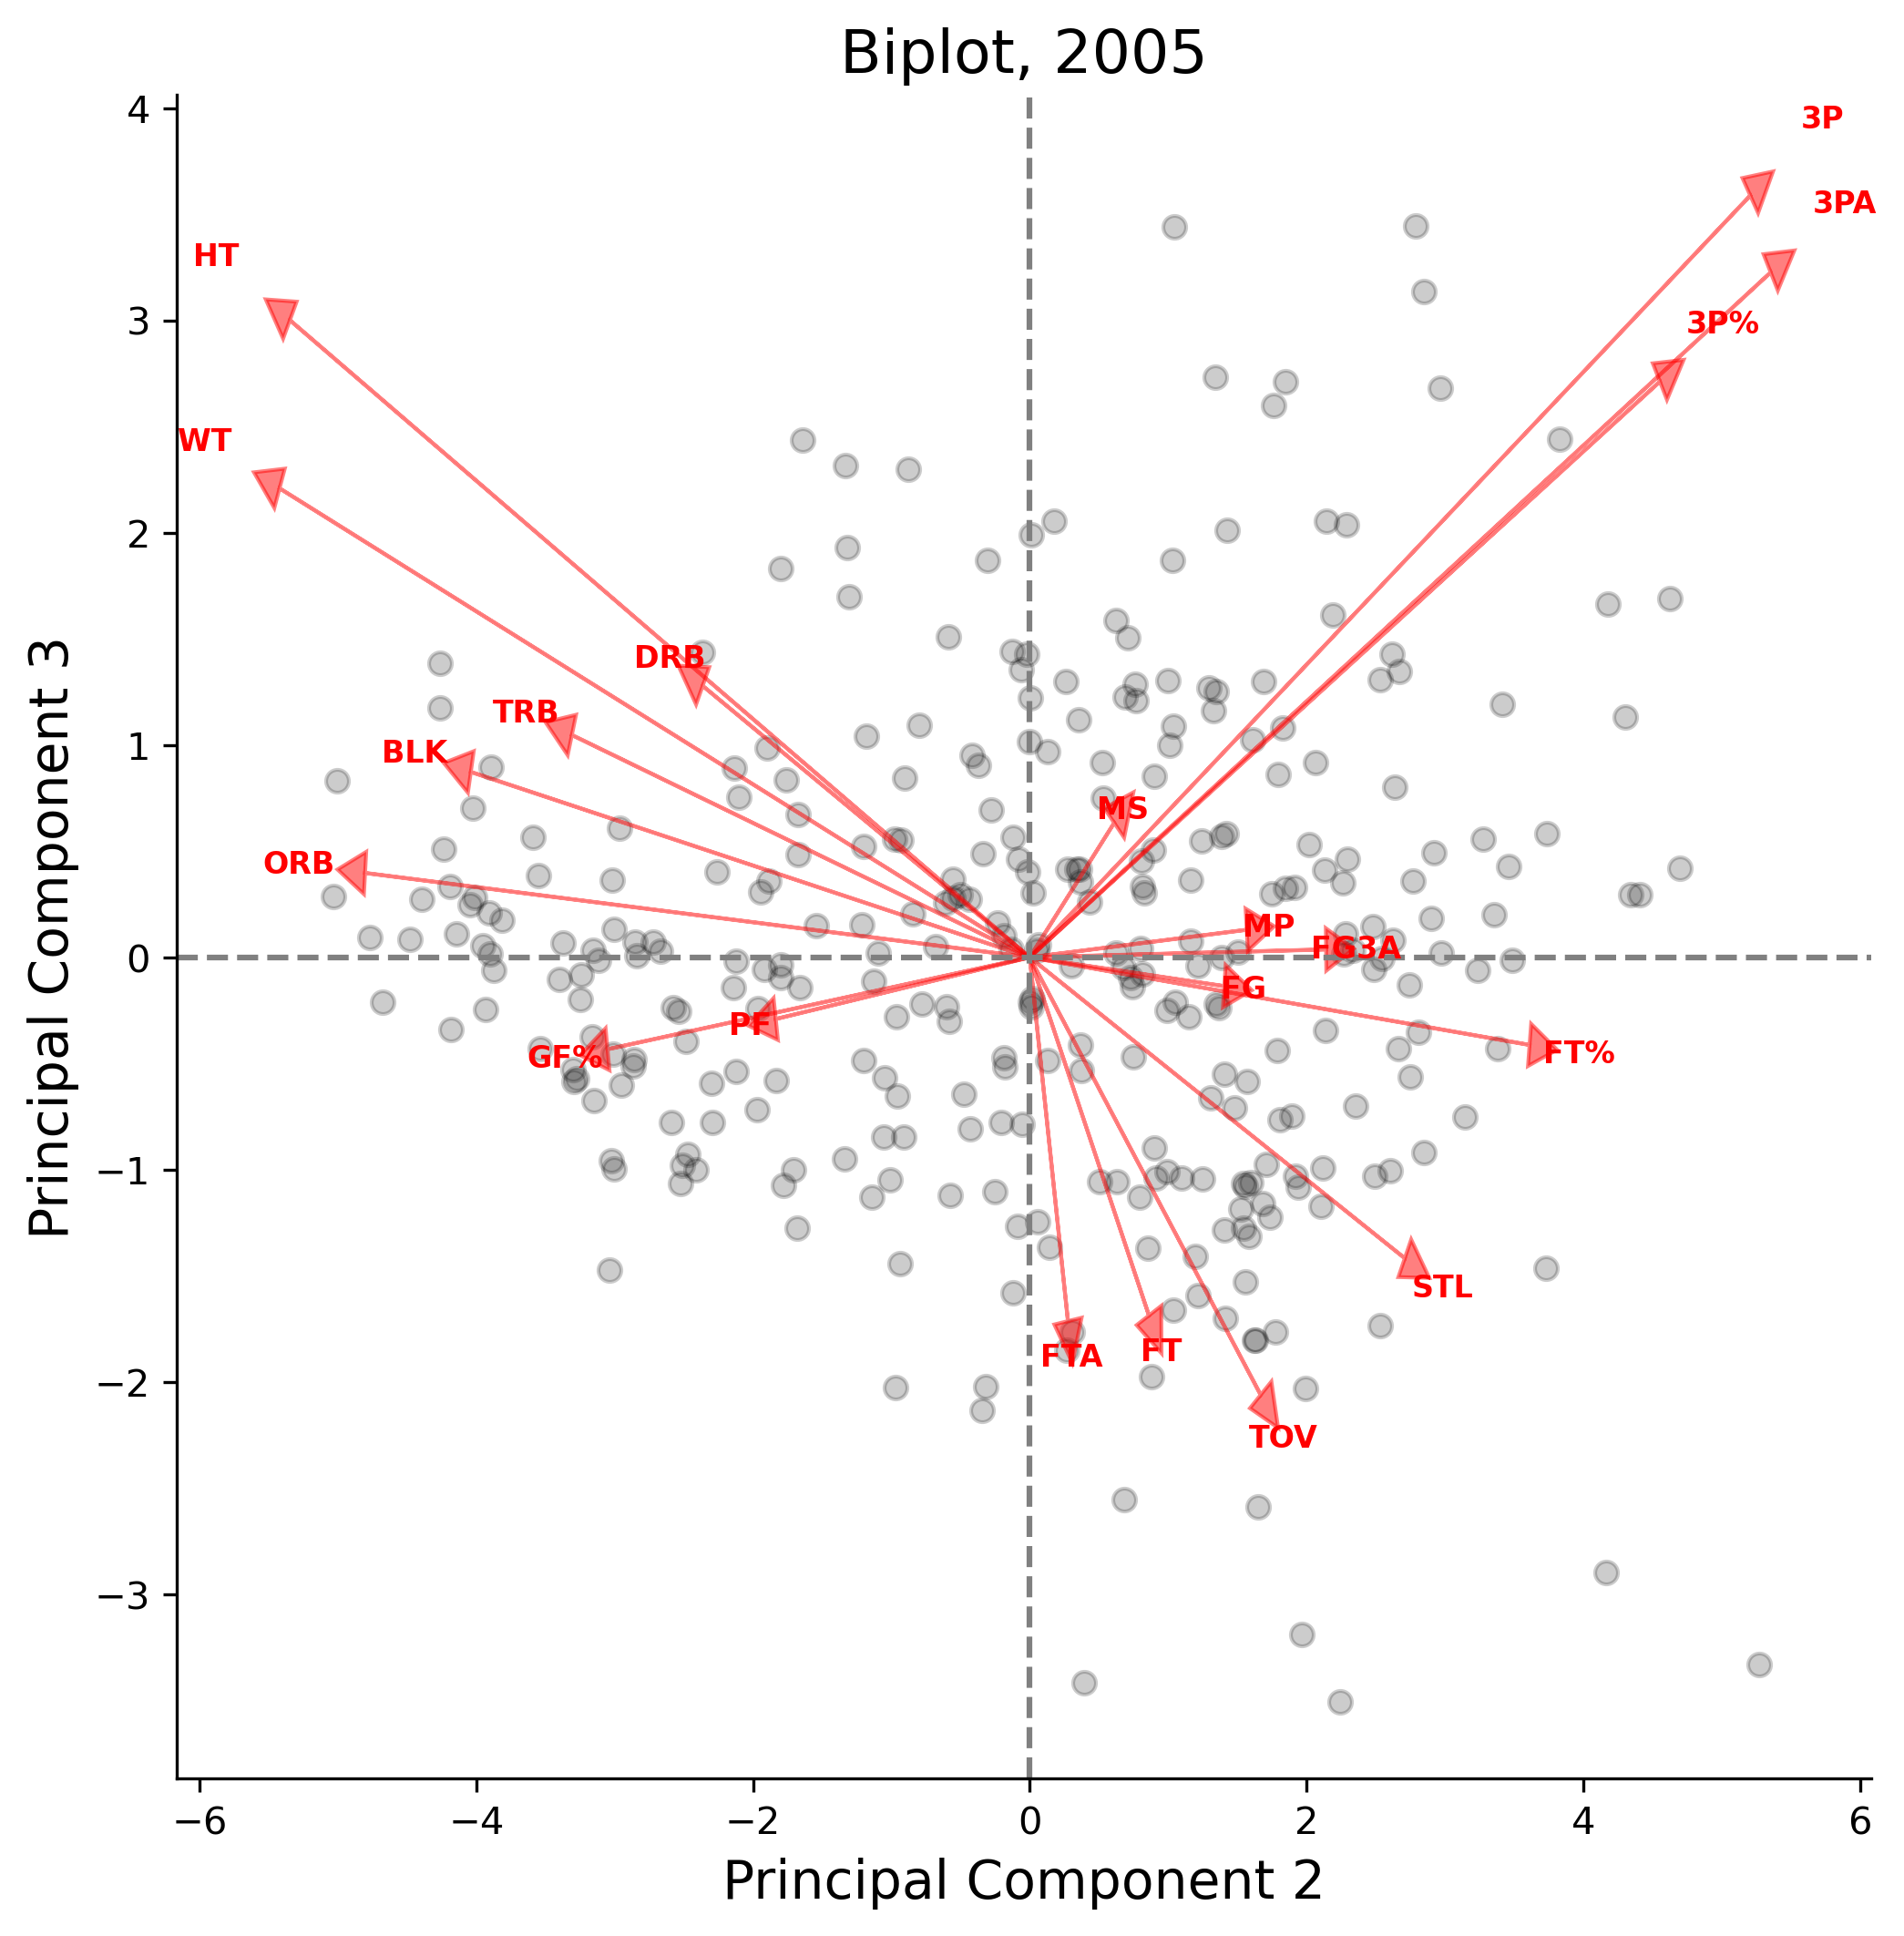 Biplot, 2005
4
3P
3PA
HT
3
3P%
WT
2
DRB
TRB
1
BLK
MS
ORB
MP
0
FG3A
FG
PF
GF%
FT%
−1
STL
FTA
FT
−2
TOV
−3
−6
−4
−2
0
2
4
6
Principal Component 2
Principal Component 3